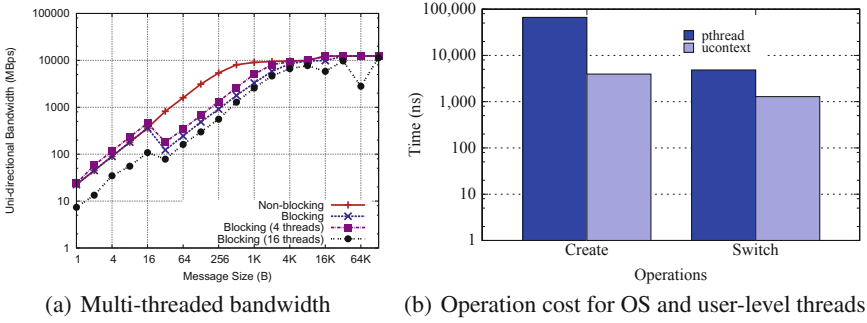 100000
10000
1000
100
10
1
Uni-directional Bandwidth (MBps)
Non-blocking
Blocking
Blocking (4 threads)
Blocking (16 threads)
1 4 16 64 256 1K 4K 16K 64K
Message Size (B)
(a) Multi-threaded bandwidth
100,000
10,000
1,000
100
10
1
Time (ns)
pthread
ucontext
Create Switch
Operations
(b) Operation cost for OS and user-level threads